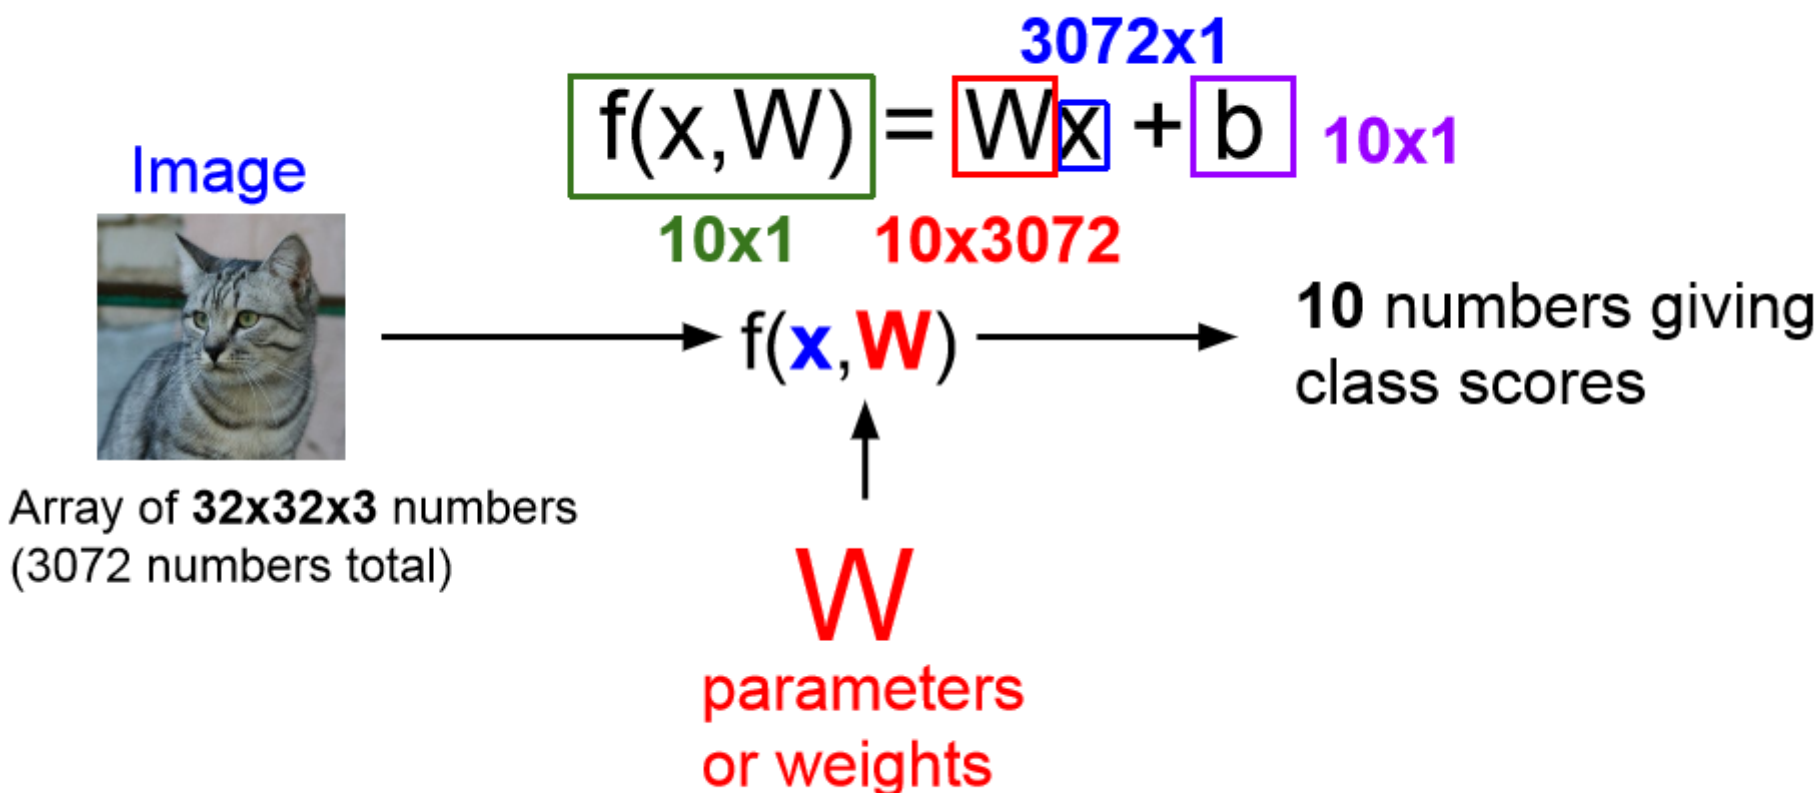 3072x1
f(x,W) = Wx + b 10x1
Image
10x1 10x3072
f(x,W)
10 numbers giving
class scores
Array of 32x32x3 numbers
(3072 numbers total)
W
parameters
or weights